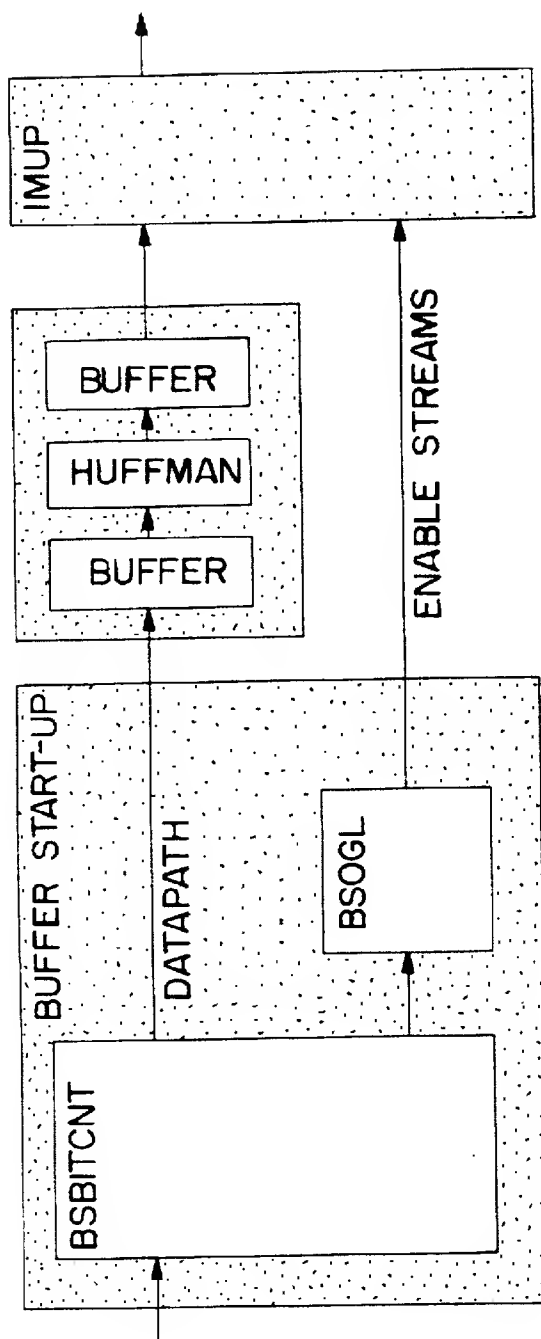 BUFFER START-UP
BSBITCNT
DATAPATH
BSOGL
BUFFER
HUFFMAN
BUFFER
ENABLE STREAMS
IMUP